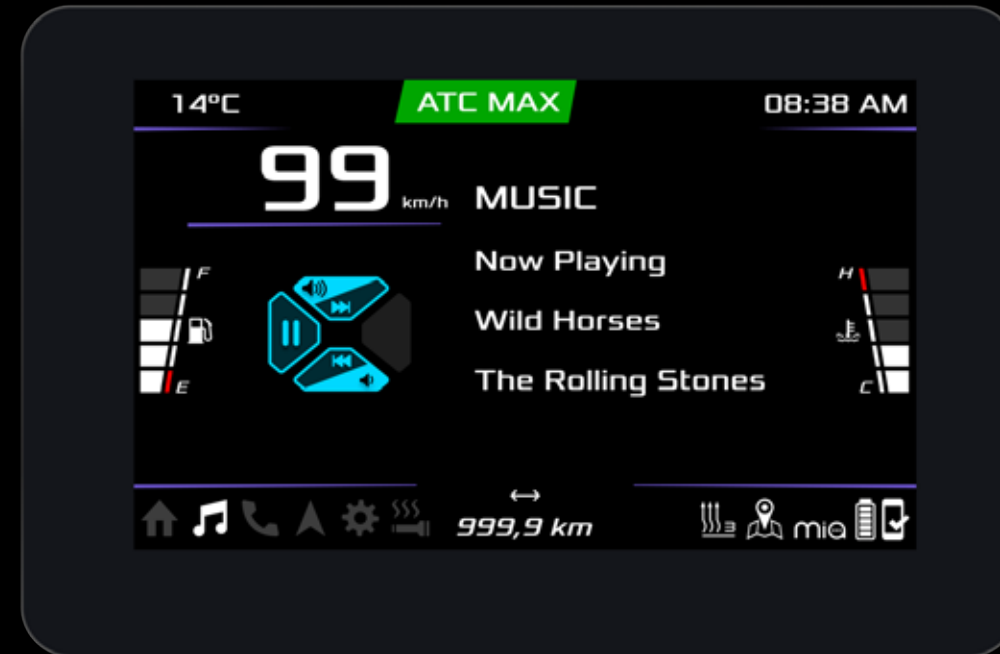 14°C
ATC MAX
08:38 AM
99 km/h
MUSIC
Now Playing
Wild Horses
The Rolling Stones
F
E
H
C
999,9 km
3
mia